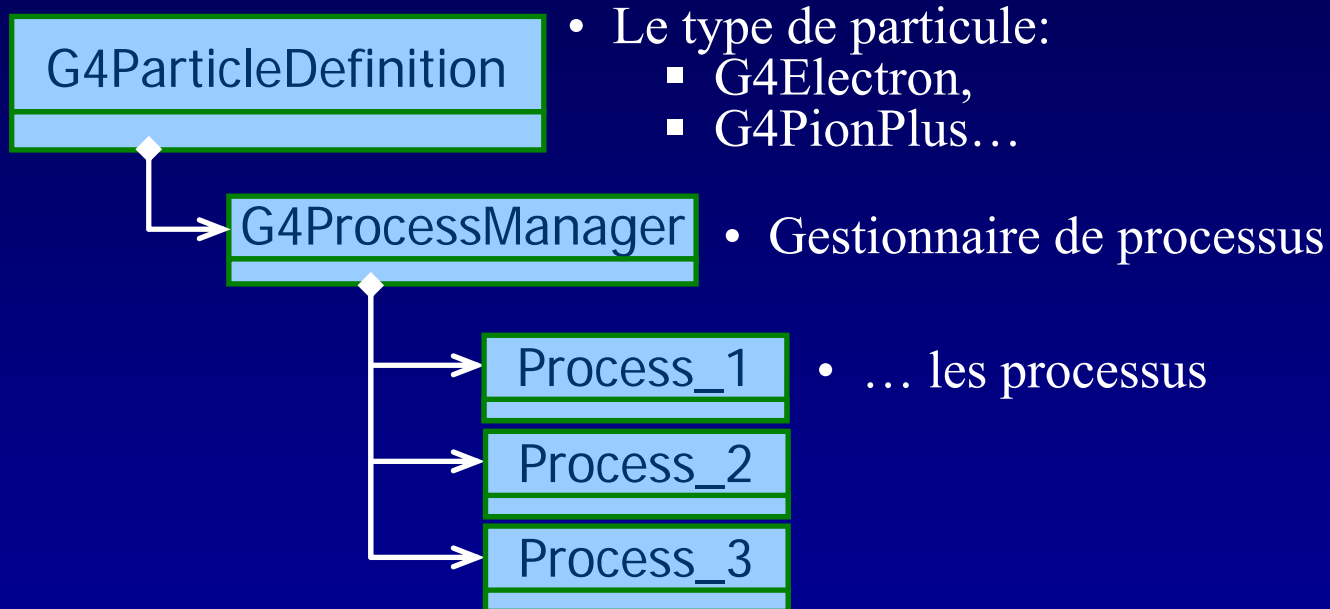 G4ParticleDefinition
• Le type de particule:
▪ G4Electron,
▪ G4PionPlus…
G4ProcessManager
• Gestionnaire de processus
Process_1
• … les processus
Process_2
Process_3